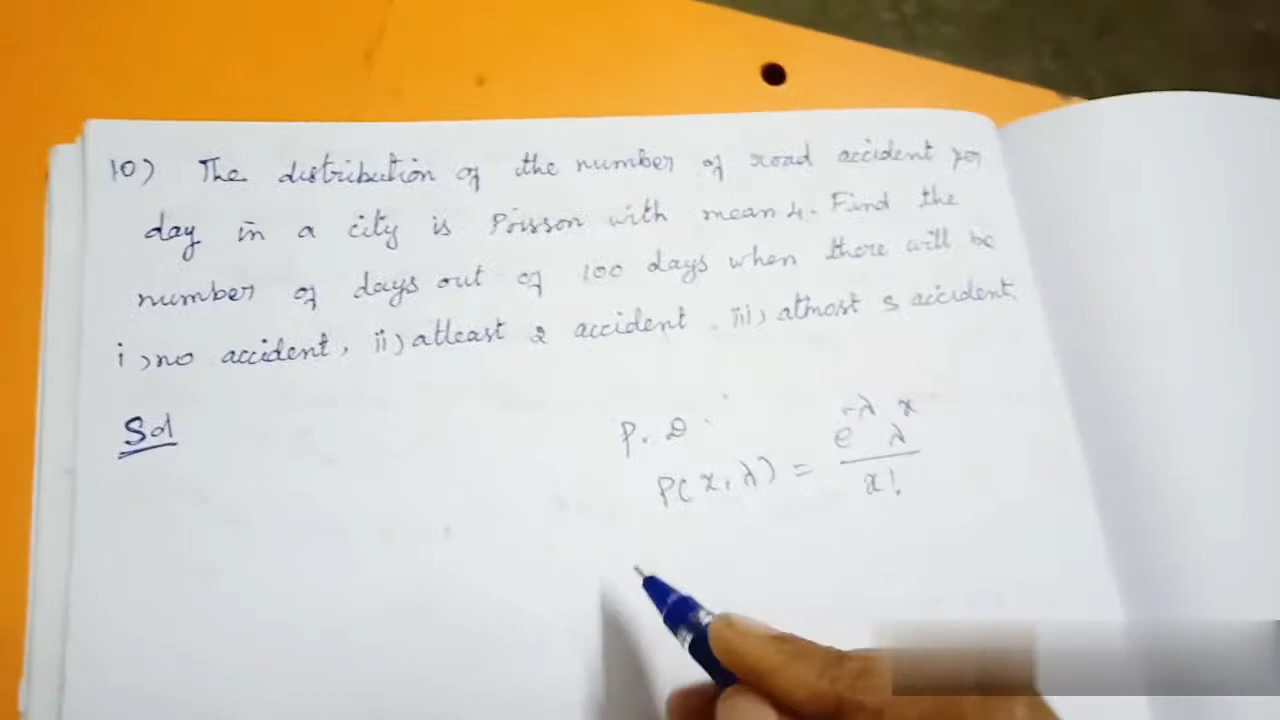 10) The distribution of the number of road accident per
day in a city is Poisson with mean 4. Find the
number of days out of 100 days when there will be
i) no accident, ii) atleast 2 accident. iii) atmost 5 accident.
Sol
P. D.
P(x, λ) = e^-λ λ^x / x!